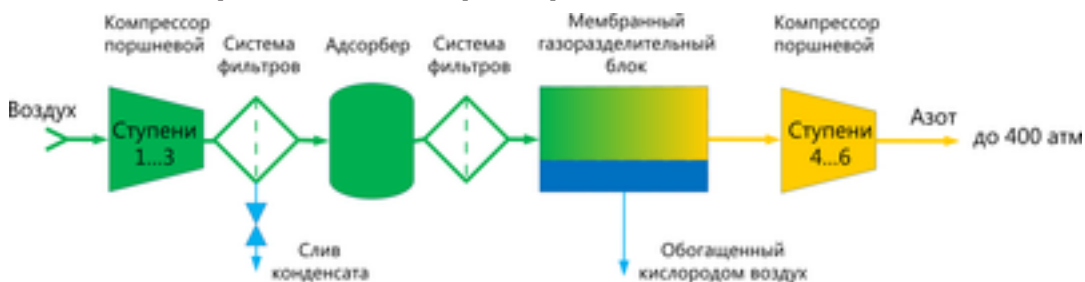 Компрессор
поршневой
Система
фильтров
Адсорбер
Система
фильтров
Мембранный
газоразделительный
блок
Компрессор
поршневой
Воздух
Ступени
1...3
Ступени
4...6
Азот
до 400 атм
Слив
конденсата
Обогащенный
кислородом воздух